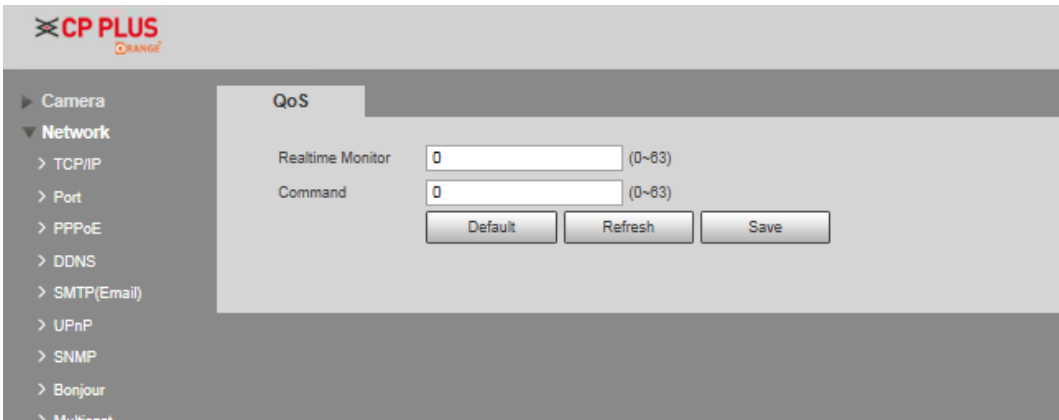 CP PLUS
ORANGE
Camera
Network
TCP/IP
Port
PPPoE
DDNS
SMTP(Email)
UPnP
SNMP
Bonjour
QoS
Realtime Monitor 0 (0~63)
Command 0 (0~63)
Default Refresh Save